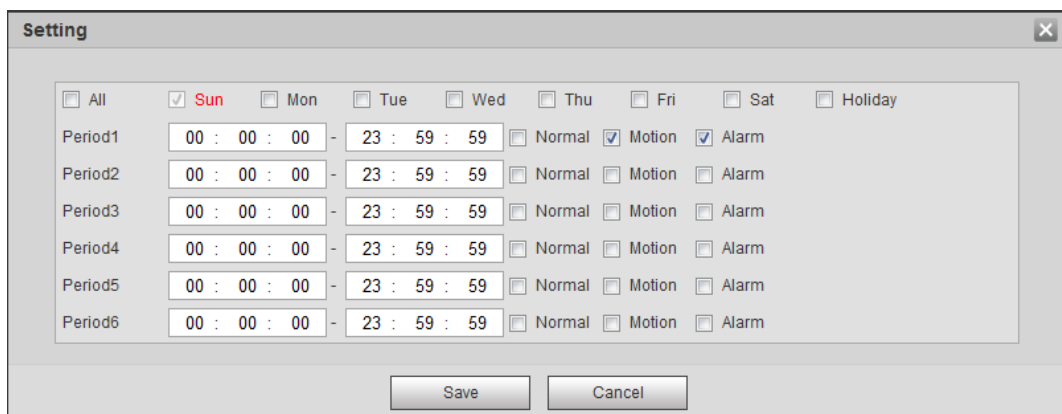 Setting
All Sun Mon Tue Wed Thu Fri Sat Holiday
Period1 00 : 00 : 00 - 23 : 59 : 59 Normal Motion Alarm
Period2 00 : 00 : 00 - 23 : 59 : 59 Normal Motion Alarm
Period3 00 : 00 : 00 - 23 : 59 : 59 Normal Motion Alarm
Period4 00 : 00 : 00 - 23 : 59 : 59 Normal Motion Alarm
Period5 00 : 00 : 00 - 23 : 59 : 59 Normal Motion Alarm
Period6 00 : 00 : 00 - 23 : 59 : 59 Normal Motion Alarm
Save Cancel